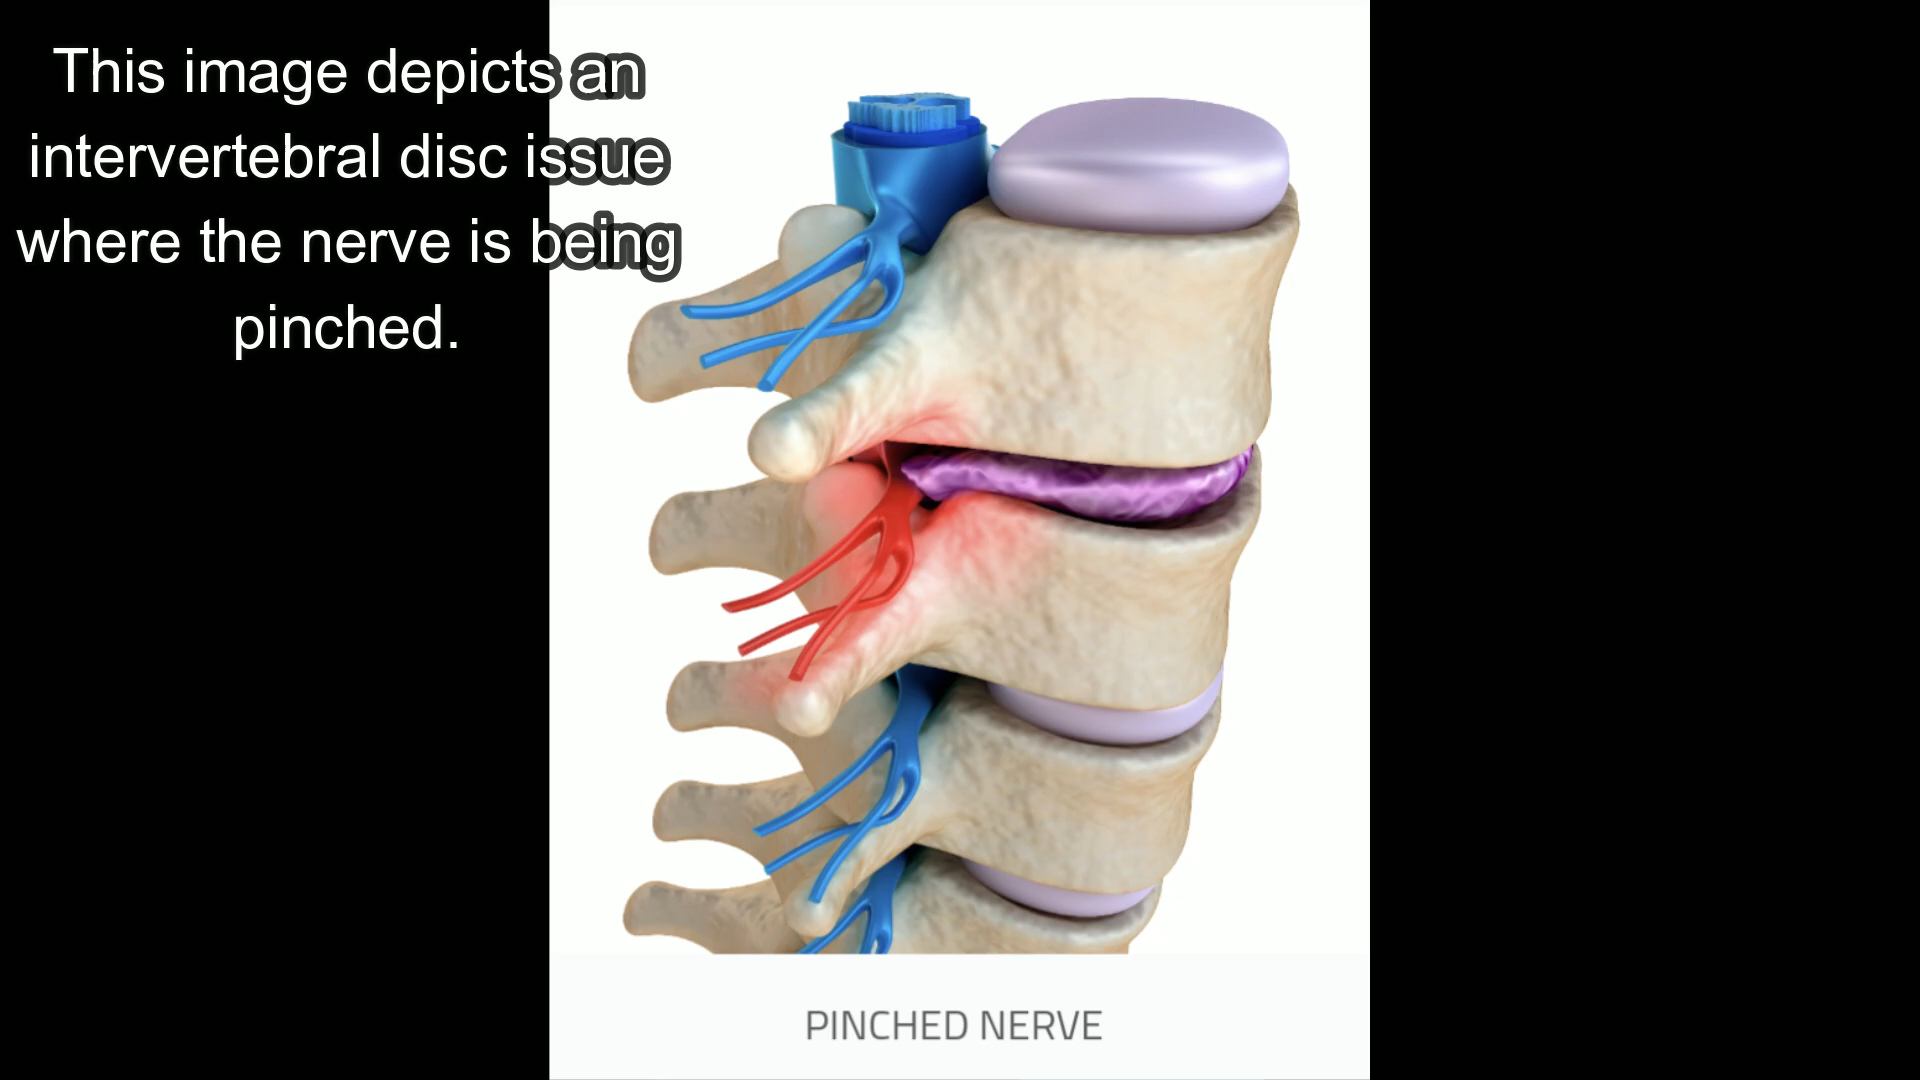 This image depicts an
intervertebral disc issue
where the nerve is being
pinched.
PINCHED NERVE